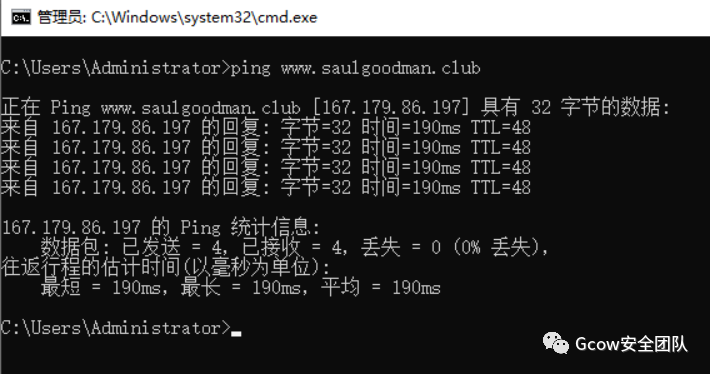 管理员: C:\Windows\system32\cmd.exe
C:\Users\Administrator>ping www.saulgoodman.club
正在 Ping www.saulgoodman.club [167.179.86.197] 具有 32 字节的数据:
来自 167.179.86.197 的回复: 字节=32 时间=190ms TTL=48
来自 167.179.86.197 的回复: 字节=32 时间=190ms TTL=48
来自 167.179.86.197 的回复: 字节=32 时间=190ms TTL=48
来自 167.179.86.197 的回复: 字节=32 时间=190ms TTL=48
167.179.86.197 的 Ping 统计信息:
数据包: 已发送 = 4，已接收 = 4，丢失 = 0 (0% 丢失)，
往返行程的估计时间(以毫秒为单位):
最短 = 190ms，最长 = 190ms，平均 = 190ms
C:\Users\Administrator>
Gcow安全团队